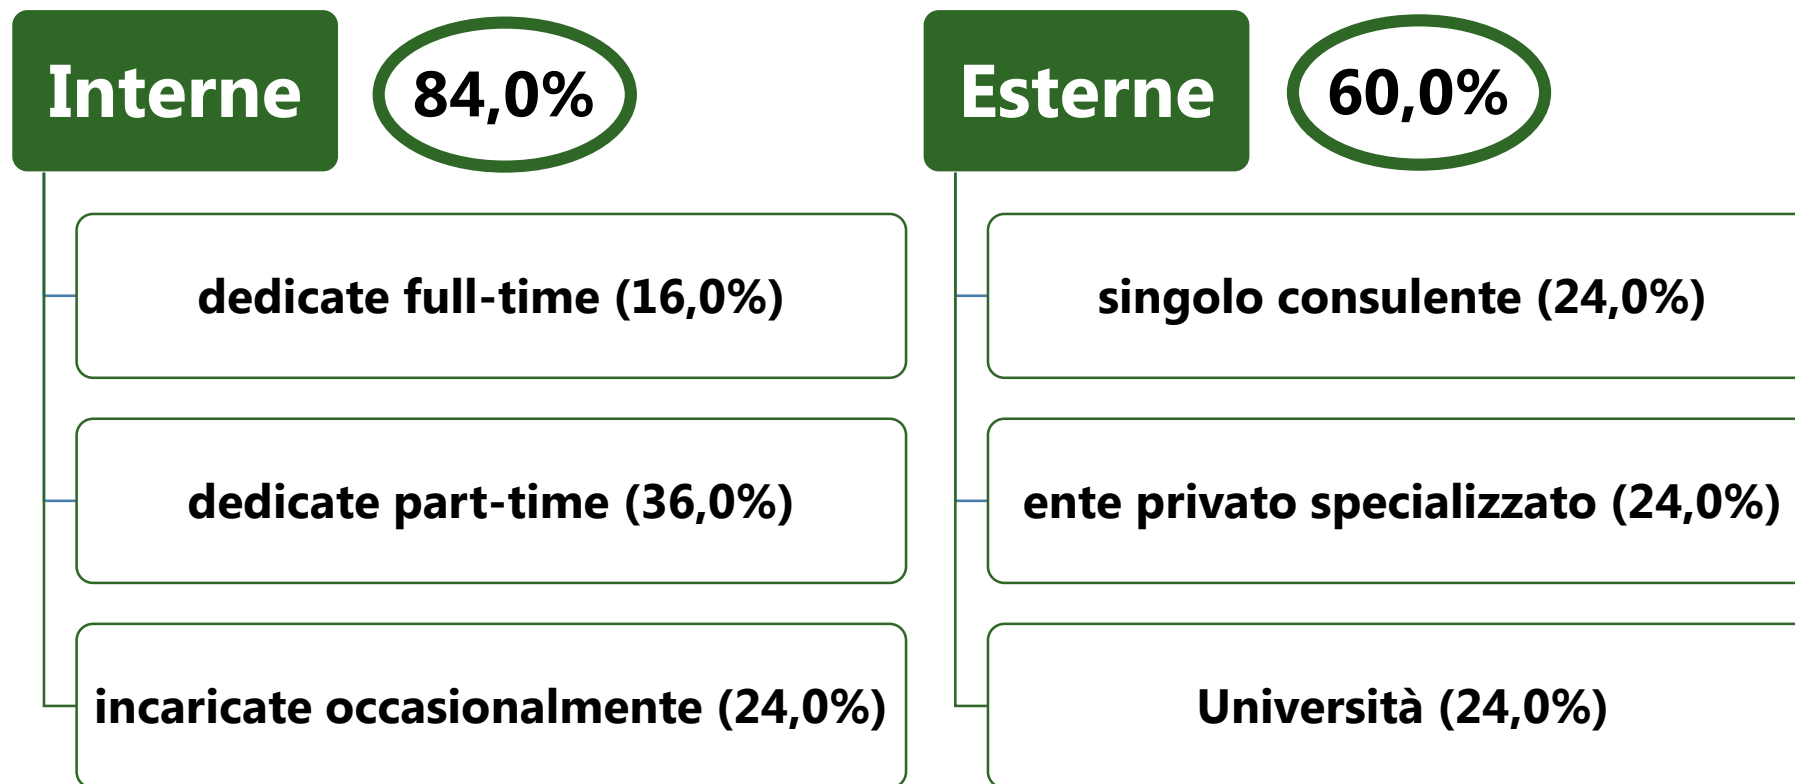 Interne
84,0%
dedicate full-time (16,0%)
dedicate part-time (36,0%)
incaricate occasionalmente (24,0%)
Esterne
60,0%
singolo consulente (24,0%)
ente privato specializzato (24,0%)
Università (24,0%)